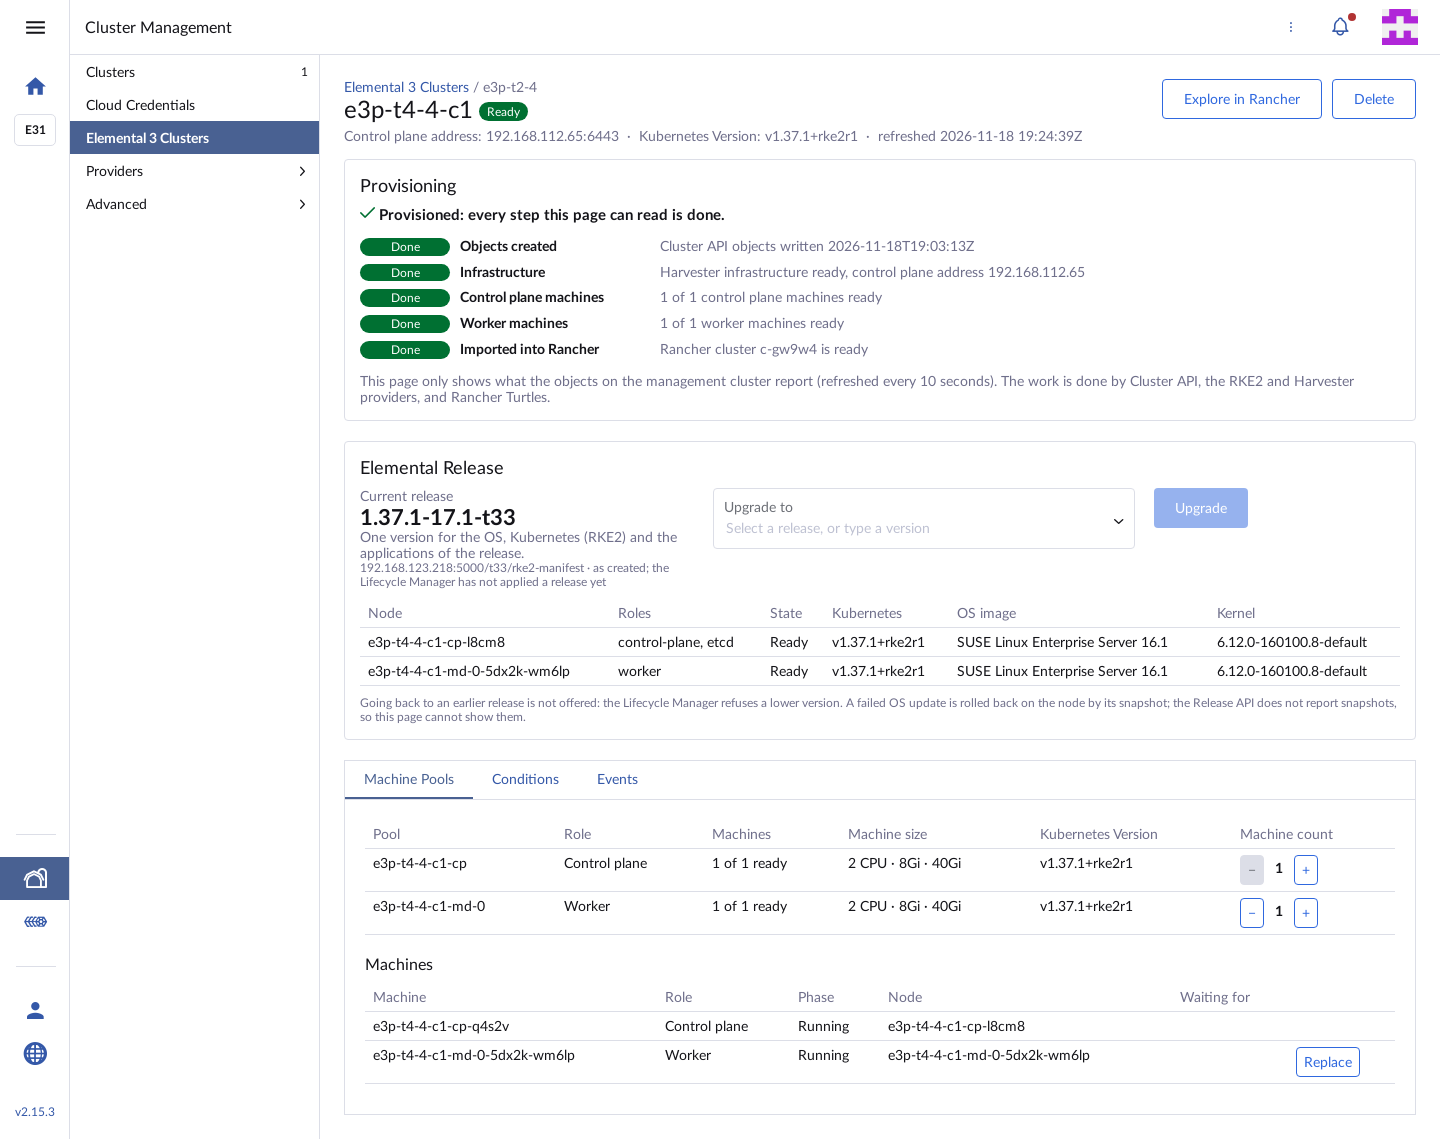 Cluster Management
E31
Clusters 1
Cloud Credentials
Elemental 3 Clusters
Providers
Advanced
v2.15.3
Elemental 3 Clusters / e3p-t2-4
e3p-t4-4-c1 Ready
Explore in Rancher
Delete
Control plane address: 192.168.112.65:6443 · Kubernetes Version: v1.37.1+rke2r1 · refreshed 2026-11-18 19:24:39Z
Provisioning
Provisioned: every step this page can read is done.
Done Objects created Cluster API objects written 2026-11-18T19:03:13Z
Done Infrastructure Harvester infrastructure ready, control plane address 192.168.112.65
Done Control plane machines 1 of 1 control plane machines ready
Done Worker machines 1 of 1 worker machines ready
Done Imported into Rancher Rancher cluster c-gw9w4 is ready
This page only shows what the objects on the management cluster report (refreshed every 10 seconds). The work is done by Cluster API, the RKE2 and Harvester
providers, and Rancher Turtles.
Elemental Release
Current release
1.37.1-17.1-t33
One version for the OS, Kubernetes (RKE2) and the
applications of the release.
192.168.123.218:5000/t33/rke2-manifest · as created; the
Lifecycle Manager has not applied a release yet
Upgrade to
Select a release, or type a version
Upgrade
Node Roles State Kubernetes OS image Kernel
e3p-t4-4-c1-cp-l8cm8 control-plane, etcd Ready v1.37.1+rke2r1 SUSE Linux Enterprise Server 16.1 6.12.0-160100.8-default
e3p-t4-4-c1-md-0-5dx2k-wm6lp worker Ready v1.37.1+rke2r1 SUSE Linux Enterprise Server 16.1 6.12.0-160100.8-default
Going back to an earlier release is not offered: the Lifecycle Manager refuses a lower version. A failed OS update is rolled back on the node by its snapshot; the Release API does not report snapshots,
so this page cannot show them.
Machine Pools Conditions Events
Pool Role Machines Machine size Kubernetes Version Machine count
e3p-t4-4-c1-cp Control plane 1 of 1 ready 2 CPU · 8Gi · 40Gi v1.37.1+rke2r1 − 1 +
e3p-t4-4-c1-md-0 Worker 1 of 1 ready 2 CPU · 8Gi · 40Gi v1.37.1+rke2r1 − 1 +
Machines
Machine Role Phase Node Waiting for
e3p-t4-4-c1-cp-q4s2v Control plane Running e3p-t4-4-c1-cp-l8cm8
e3p-t4-4-c1-md-0-5dx2k-wm6lp Worker Running e3p-t4-4-c1-md-0-5dx2k-wm6lp Replace